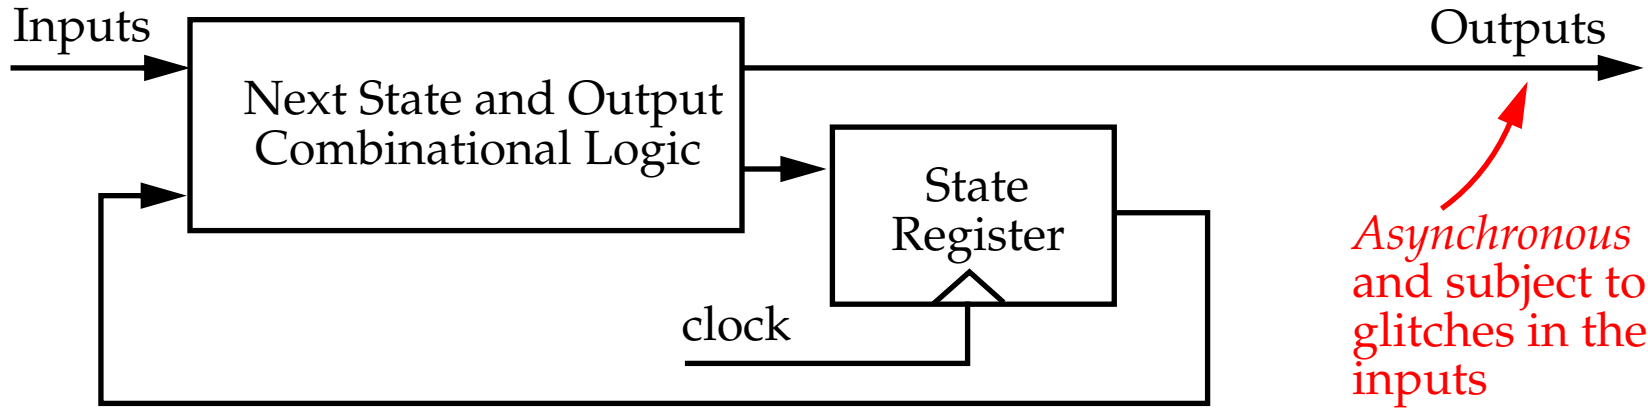 Inputs
Outputs
Next State and Output
Combinational Logic
State
Register
clock
Asynchronous
and subject to
glitches in the
inputs